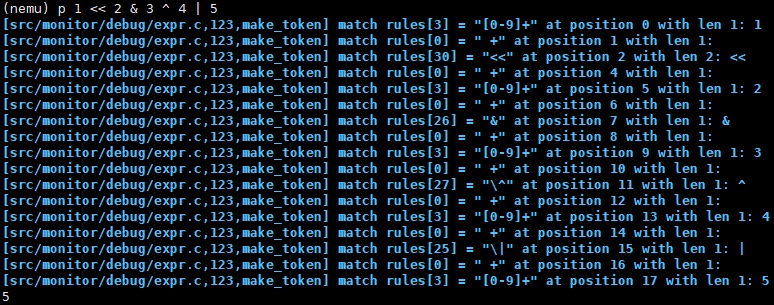 (nemu) p 1 << 2 & 3 ^ 4 | 5
[src/monitor/debug/expr.c,123,make_token] match rules[3] = "[0-9]+" at position 0 with len 1: 1
[src/monitor/debug/expr.c,123,make_token] match rules[0] = " +" at position 1 with len 1:
[src/monitor/debug/expr.c,123,make_token] match rules[30] = "<<" at position 2 with len 2: <<
[src/monitor/debug/expr.c,123,make_token] match rules[0] = " +" at position 4 with len 1:
[src/monitor/debug/expr.c,123,make_token] match rules[3] = "[0-9]+" at position 5 with len 1: 2
[src/monitor/debug/expr.c,123,make_token] match rules[0] = " +" at position 6 with len 1:
[src/monitor/debug/expr.c,123,make_token] match rules[26] = "&" at position 7 with len 1: &
[src/monitor/debug/expr.c,123,make_token] match rules[0] = " +" at position 8 with len 1:
[src/monitor/debug/expr.c,123,make_token] match rules[3] = "[0-9]+" at position 9 with len 1: 3
[src/monitor/debug/expr.c,123,make_token] match rules[0] = " +" at position 10 with len 1:
[src/monitor/debug/expr.c,123,make_token] match rules[27] = "\^" at position 11 with len 1: ^
[src/monitor/debug/expr.c,123,make_token] match rules[0] = " +" at position 12 with len 1:
[src/monitor/debug/expr.c,123,make_token] match rules[3] = "[0-9]+" at position 13 with len 1: 4
[src/monitor/debug/expr.c,123,make_token] match rules[0] = " +" at position 14 with len 1:
[src/monitor/debug/expr.c,123,make_token] match rules[25] = "\|" at position 15 with len 1: |
[src/monitor/debug/expr.c,123,make_token] match rules[0] = " +" at position 16 with len 1:
[src/monitor/debug/expr.c,123,make_token] match rules[3] = "[0-9]+" at position 17 with len 1: 5
5